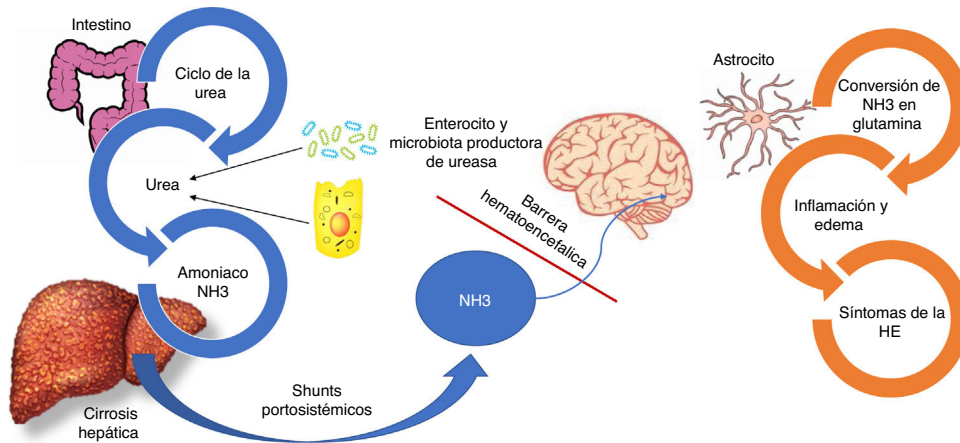 Intestino
Ciclo de la
urea
Urea
Amoniaco
NH3
Cirrosis
hepática
Shunts
portosistémicos
Enterocito y
microbiota productora
de ureasa
Barrera
hematoencefalica
NH3
Astrocito
Conversión de
NH3 en
glutamina
Inflamación y
edema
Síntomas de la
HE